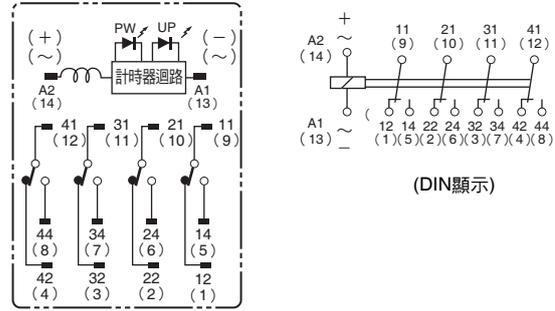 PW UP
(+) (−)
(~) (~)
計時器迴路
A2 A1
(14) (13)
41 31 21 11
(12) (11) (10) (9)
44 34 24 14
(8) (7) (6) (5)
42 32 22 12
(4) (3) (2) (1)
+
A2 ~
(14)
11 21 31 41
(9) (10) (11) (12)
A1 ~
(13) −
(
12 14 22 24 32 34 42 44
(1)(5)(2)(6)(3)(7)(4)(8)
(DIN顯示)